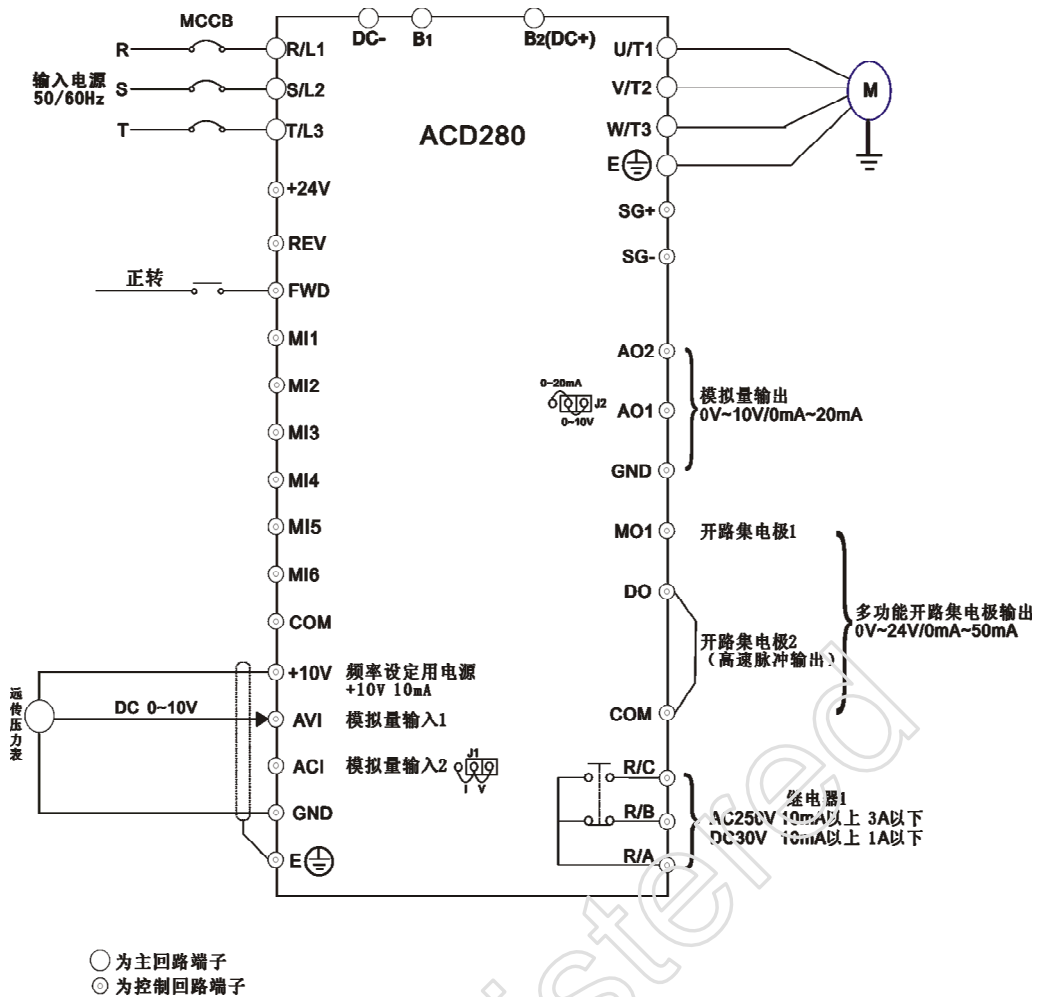 MCCB
R
S
T
输入电源
50/60Hz
R/L1
S/L2
T/L3
DC-
B1
B2(DC+)
ACD280
U/T1
V/T2
W/T3
E
M
+24V
REV
正转
FWD
MI1
MI2
MI3
MI4
MI5
MI6
COM
+10V 频率设定用电源
+10V 10mA
远传压力表
DC 0~10V
AVI 模拟量输入1
ACI 模拟量输入2
J1
I V
GND
E
SG+
SG-
AO2
0~20mA
J2
0~10V
AO1
GND
模拟量输出
0V~10V/0mA~20mA
MO1
开路集电极1
DO
开路集电极2
(高速脉冲输出)
COM
多功能开路集电极输出
0V~24V/0mA~50mA
R/C
R/B
R/A
继电器1
AC250V 10mA以上 3A以下
DC30V 10mA以上 1A以下
为主回路端子
为控制回路端子
istered